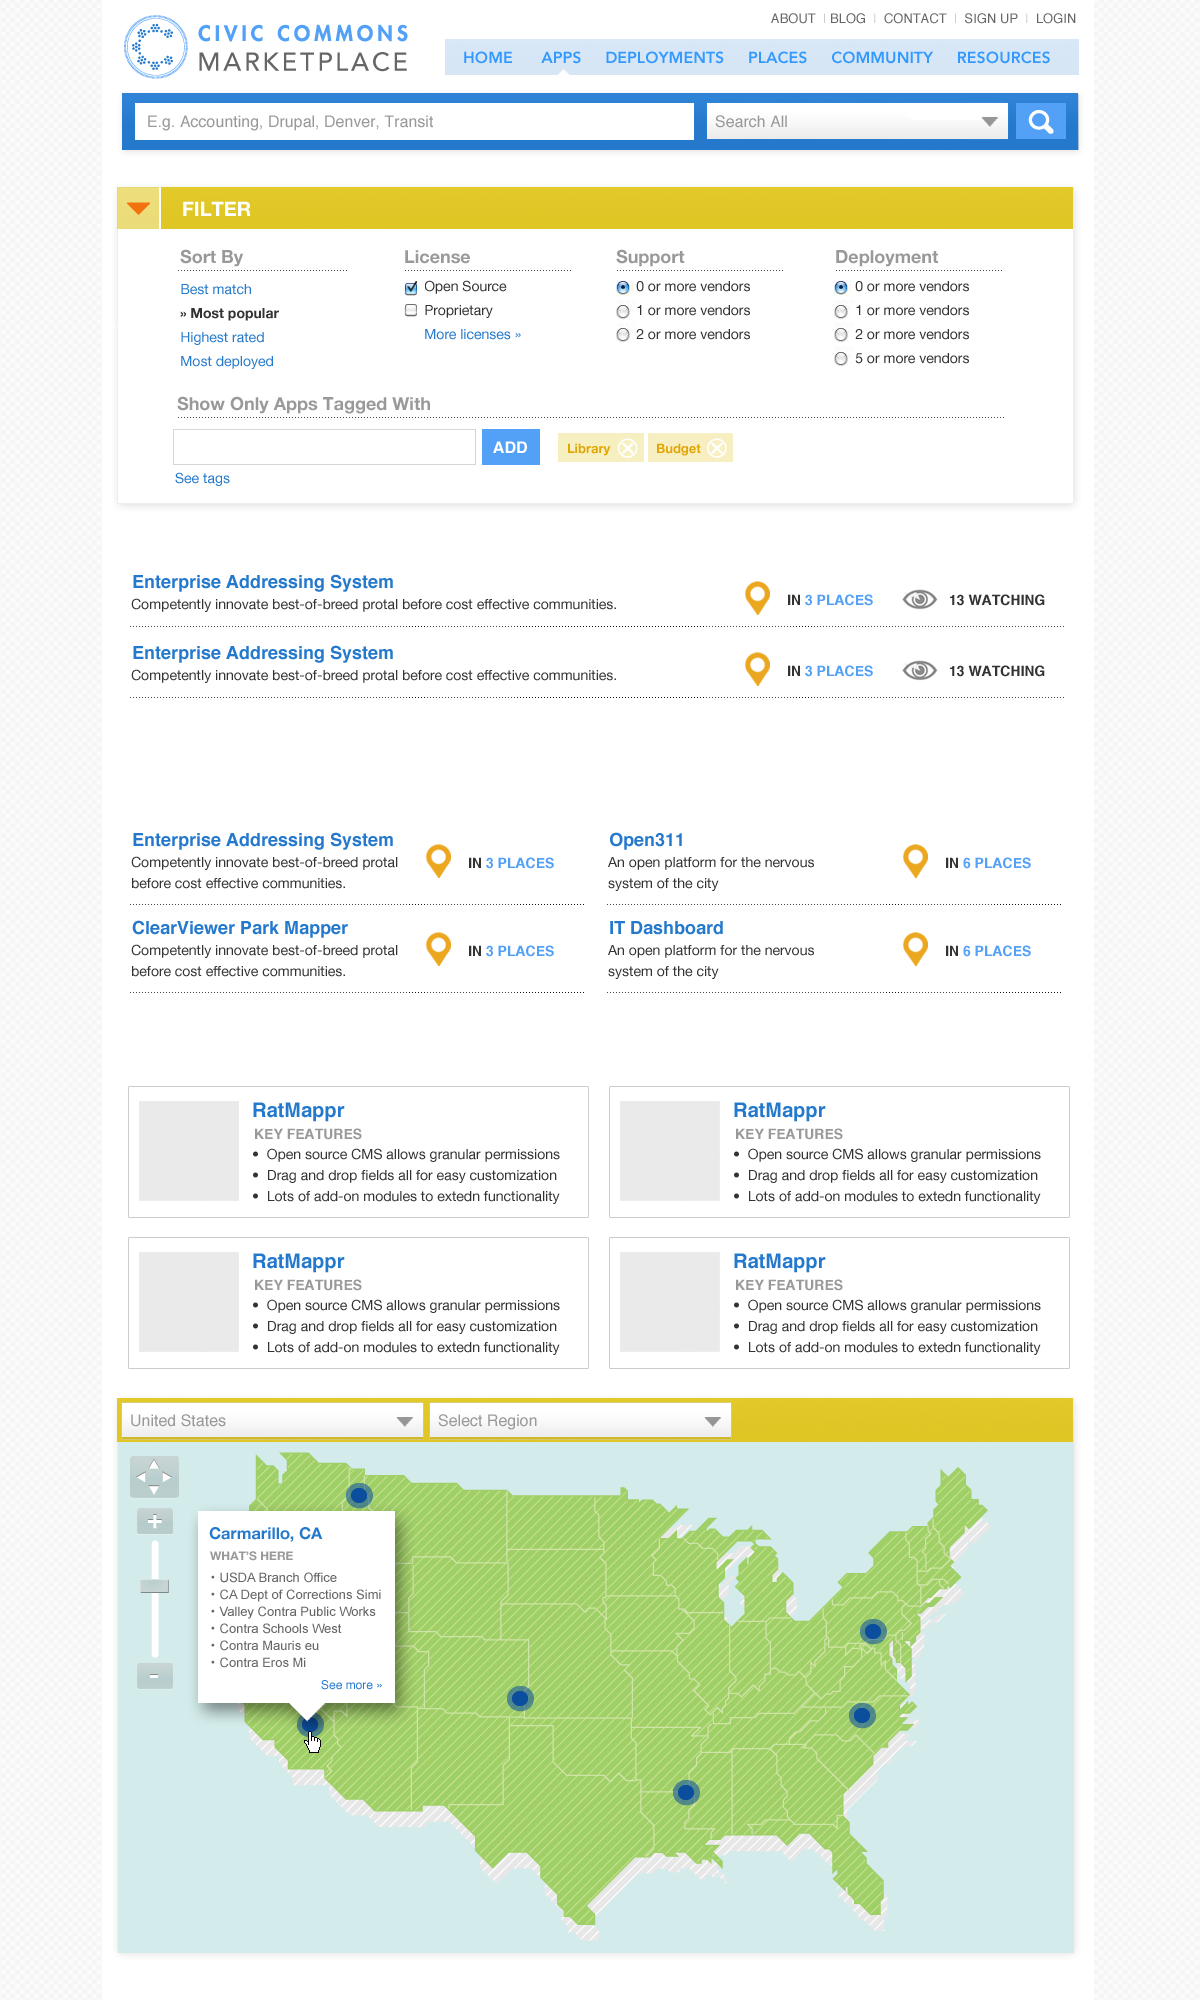 ABOUT | BLOG | CONTACT | SIGN UP | LOGIN
CIVIC COMMONS
MARKETPLACE
HOME APPS DEPLOYMENTS PLACES COMMUNITY RESOURCES
E.g. Accounting, Drupal, Denver, Transit
Search All
FILTER
Sort By
Best match
» Most popular
Highest rated
Most deployed
License
Open Source
Proprietary
More licenses »
Support
0 or more vendors
1 or more vendors
2 or more vendors
Deployment
0 or more vendors
1 or more vendors
2 or more vendors
5 or more vendors
Show Only Apps Tagged With
ADD
Library
Budget
See tags
Enterprise Addressing System
Competently innovate best-of-breed protal before cost effective communities.
IN 3 PLACES
13 WATCHING
Enterprise Addressing System
Competently innovate best-of-breed protal before cost effective communities.
IN 3 PLACES
13 WATCHING
Enterprise Addressing System
Competently innovate best-of-breed protal
before cost effective communities.
IN 3 PLACES
Open311
An open platform for the nervous
system of the city
IN 6 PLACES
ClearViewer Park Mapper
Competently innovate best-of-breed protal
before cost effective communities.
IN 3 PLACES
IT Dashboard
An open platform for the nervous
system of the city
IN 6 PLACES
RatMappr
KEY FEATURES
• Open source CMS allows granular permissions
• Drag and drop fields all for easy customization
• Lots of add-on modules to extedn functionality
RatMappr
KEY FEATURES
• Open source CMS allows granular permissions
• Drag and drop fields all for easy customization
• Lots of add-on modules to extedn functionality
RatMappr
KEY FEATURES
• Open source CMS allows granular permissions
• Drag and drop fields all for easy customization
• Lots of add-on modules to extedn functionality
RatMappr
KEY FEATURES
• Open source CMS allows granular permissions
• Drag and drop fields all for easy customization
• Lots of add-on modules to extedn functionality
United States
Select Region
+
-
Carmarillo, CA
WHAT'S HERE
• USDA Branch Office
• CA Dept of Corrections Simi
• Valley Contra Public Works
• Contra Schools West
• Contra Mauris eu
• Contra Eros Mi
See more »